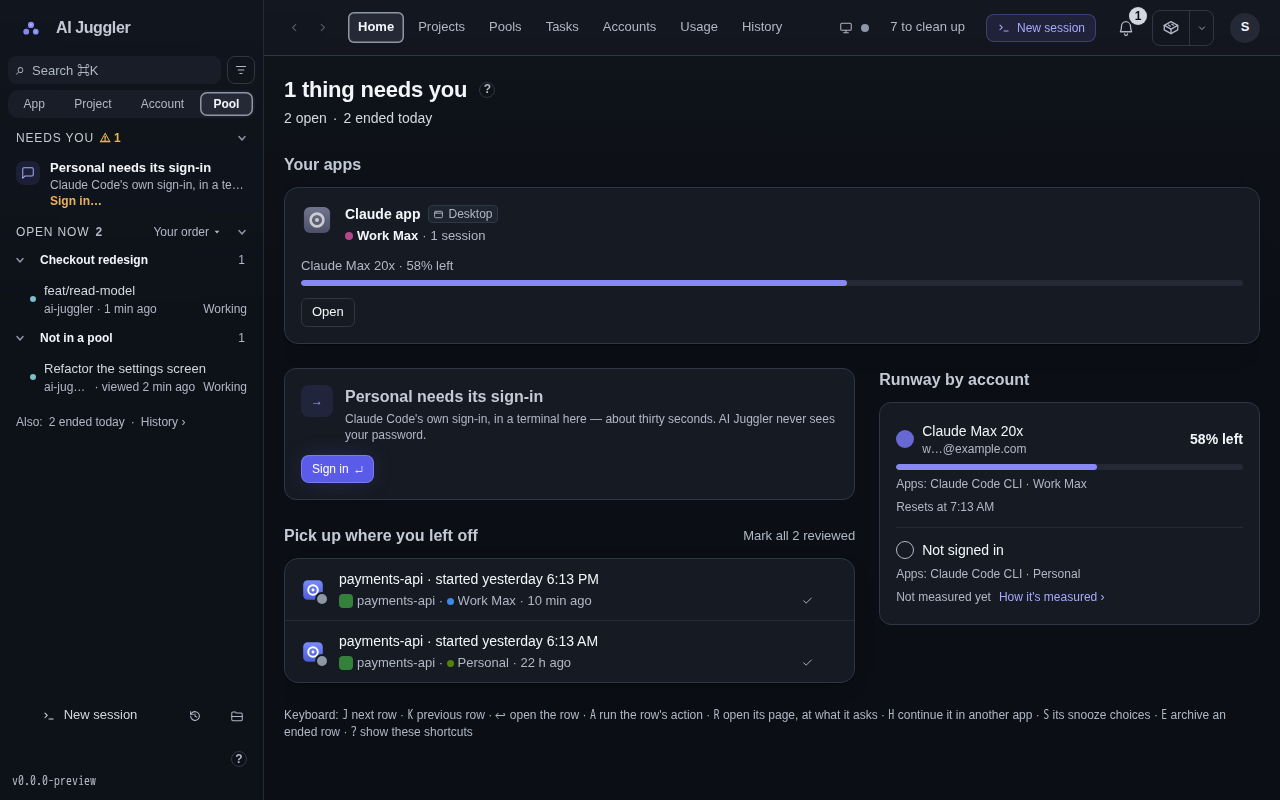 AI Juggler
Search ⌘K
App Project Account Pool
NEEDS YOU 1
Personal needs its sign-in
Claude Code's own sign-in, in a te…
Sign in…
OPEN NOW 2 Your order
Checkout redesign 1
feat/read-model
ai-juggler · 1 min ago Working
Not in a pool 1
Refactor the settings screen
ai-jug… · viewed 2 min ago Working
Also: 2 ended today · History ›
New session
?
v0.0.0-preview
Home Projects Pools Tasks Accounts Usage History
7 to clean up
New session
1
S
1 thing needs you ?
2 open · 2 ended today
Your apps
Claude app Desktop
Work Max · 1 session
Claude Max 20x · 58% left
Open
Personal needs its sign-in
Claude Code's own sign-in, in a terminal here — about thirty seconds. AI Juggler never sees
your password.
Sign in ↵
Pick up where you left off Mark all 2 reviewed
payments-api · started yesterday 6:13 PM
payments-api · Work Max · 10 min ago
payments-api · started yesterday 6:13 AM
payments-api · Personal · 22 h ago
Runway by account
Claude Max 20x 58% left
w…@example.com
Apps: Claude Code CLI · Work Max
Resets at 7:13 AM
Not signed in
Apps: Claude Code CLI · Personal
Not measured yet How it's measured ›
Keyboard: J next row · K previous row · ↩ open the row · A run the row's action · R open its page, at what it asks · H continue it in another app · S its snooze choices · E archive an
ended row · ? show these shortcuts